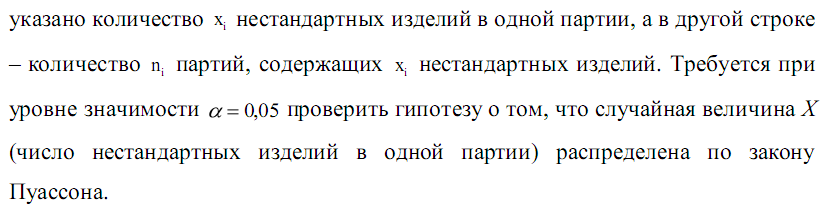 указано количество xᵢ нестандартных изделий в одной партии, а в другой строке
– количество nᵢ партий, содержащих xᵢ нестандартных изделий. Требуется при
уровне значимости α = 0,05 проверить гипотезу о том, что случайная величина X
(число нестандартных изделий в одной партии) распределена по закону
Пуассона.